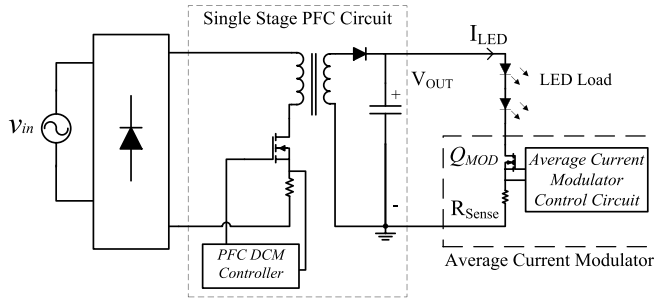 Single Stage PFC Circuit
I_LED
V_OUT
+
LED Load
v_in
Q_MOD
Average Current
Modulator
Control Circuit
R_Sense
-
PFC DCM
Controller
Average Current Modulator